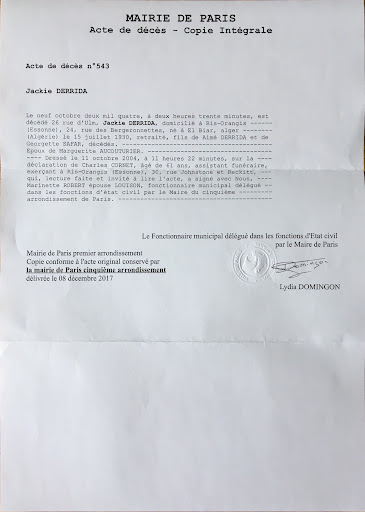 MAIRIE DE PARIS
Acte de décès - Copie Intégrale
Acte de décès n°543
Jackie DERRIDA
Le neuf octobre deux mil quatre, à deux heures trente minutes, est
décédé 26 rue d'Ulm, Jackie DERRIDA, domicilié à Ris-Orangis ------
(Essonne), 24, rue des Bergeronnettes, né à El Biar, alger --------
(Algérie) le 15 juillet 1930, retraité, fils de Aimé DERRIDA et de
Georgette SAFAR, décédés. -----------------------------------------
Epoux de Marguerite AUCOUTURIER. ----------------------------------
---- Dressé le 11 octobre 2004, à 11 heures 22 minutes, sur la ----
déclaration de Charles CORNET, âgé de 41 ans, assistant funéraire,
exerçant à Ris-Orangis (Essonne), 30, rue Johnstone et Reckitt, ---
qui, lecture faite et invité à lire l'acte, a signé avec Nous, ----
Marinette ROBERT épouse LOUISON, fonctionnaire municipal délégué --
dans les fonctions d'état civil par le Maire du cinquième ---------
arrondissement de Paris. ------------------------------------------
Le Fonctionnaire municipal délégué dans les fonctions d'Etat civil
par le Maire de Paris
Mairie de Paris premier arrondissement
Copie conforme à l'acte original conservé par
la mairie de Paris cinquième arrondissement
délivrée le 08 décembre 2017
Domingon
Lydia DOMINGON